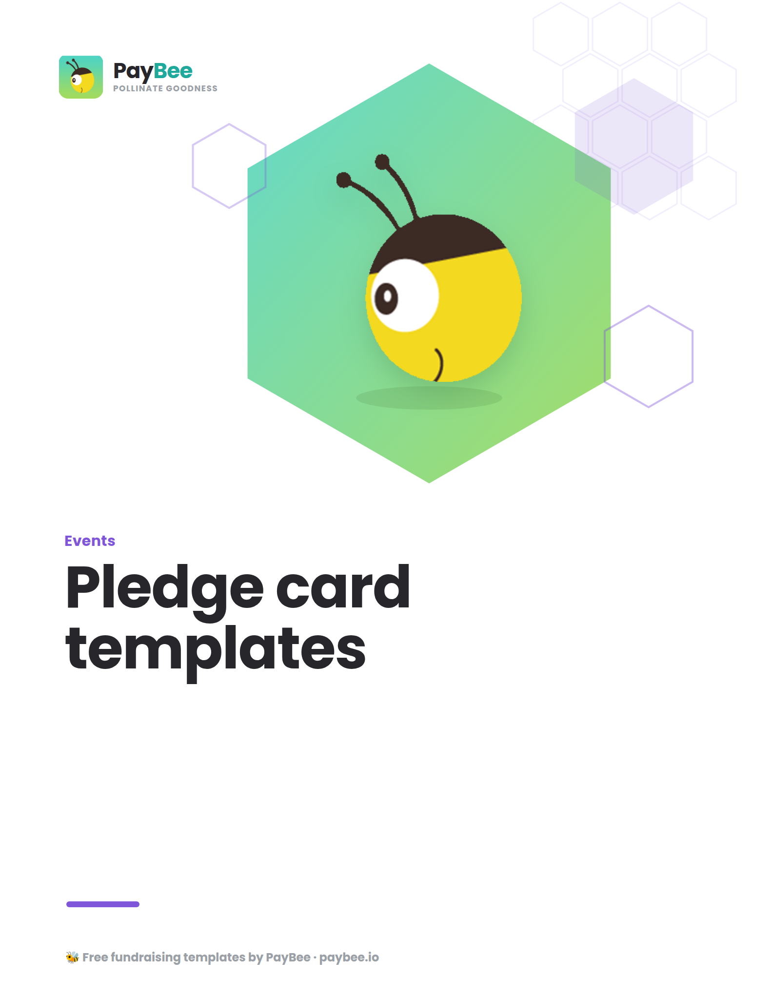 PayBee
POLLINATE GOODNESS
Events
Pledge card
templates
🐝 Free fundraising templates by PayBee · paybee.io